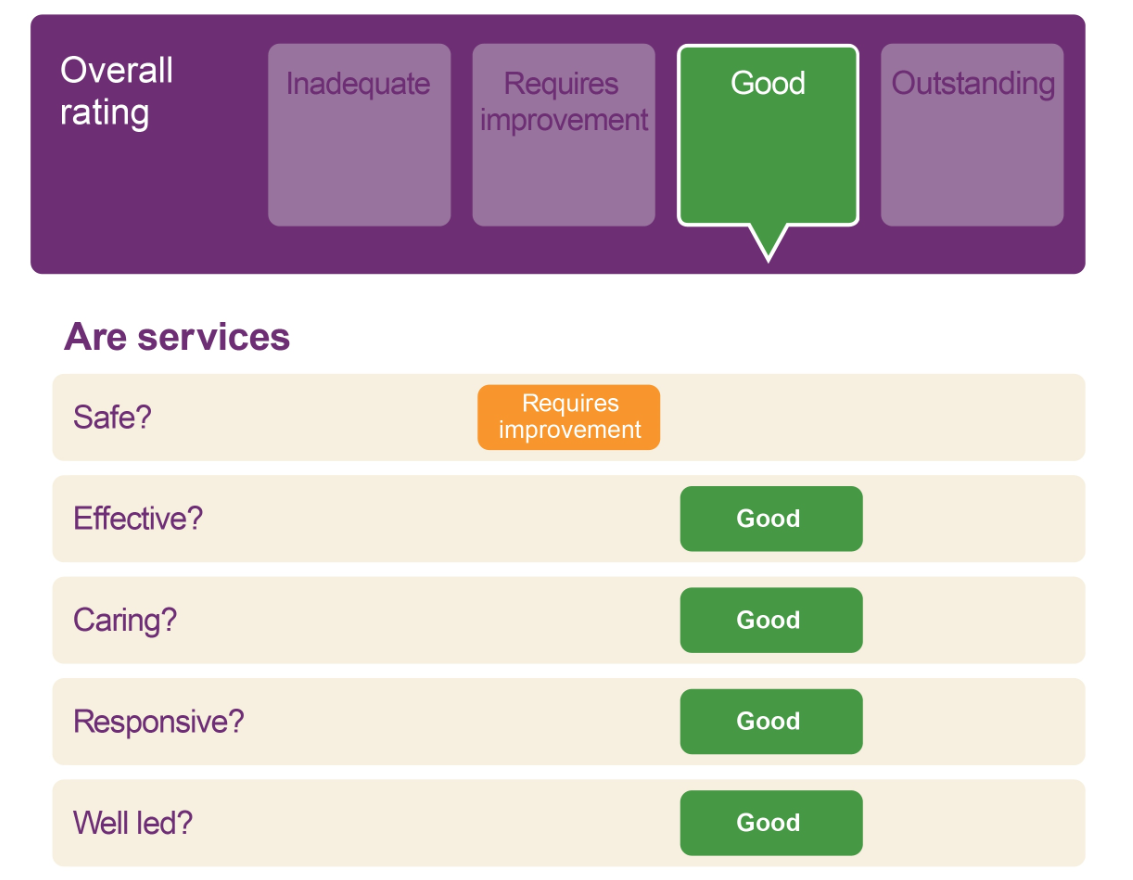 Overall
rating
Inadequate
Requires
improvement
Good
Outstanding
Are services
Safe?
Requires
improvement
Effective?
Good
Caring?
Good
Responsive?
Good
Well led?
Good